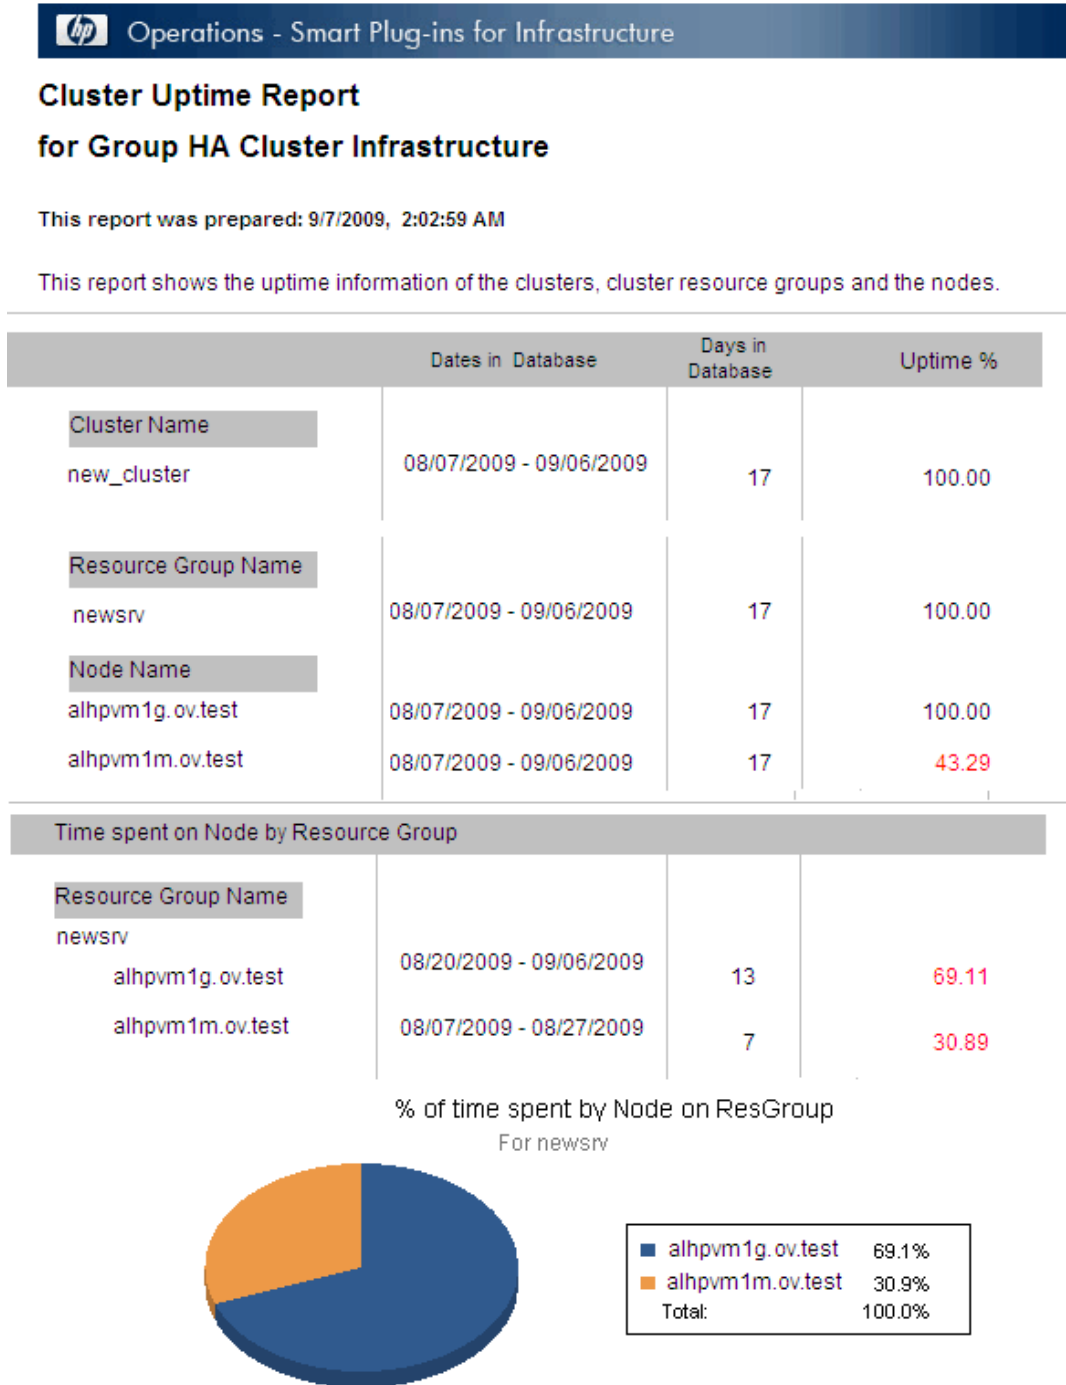 hp Operations - Smart Plug-ins for Infrastructure
Cluster Uptime Report
for Group HA Cluster Infrastructure
This report was prepared: 9/7/2009, 2:02:59 AM
This report shows the uptime information of the clusters, cluster resource groups and the nodes.
Dates in Database Days in Database Uptime %
Cluster Name
new_cluster 08/07/2009 - 09/06/2009 17 100.00
Resource Group Name
newsrv 08/07/2009 - 09/06/2009 17 100.00
Node Name
alhpvm1g.ov.test 08/07/2009 - 09/06/2009 17 100.00
alhpvm1m.ov.test 08/07/2009 - 09/06/2009 17 43.29
Time spent on Node by Resource Group
Resource Group Name
newsrv
alhpvm1g.ov.test 08/20/2009 - 09/06/2009 13 69.11
alhpvm1m.ov.test 08/07/2009 - 08/27/2009 7 30.89
% of time spent by Node on ResGroup
For newsrv
alhpvm1g.ov.test 69.1%
alhpvm1m.ov.test 30.9%
Total: 100.0%